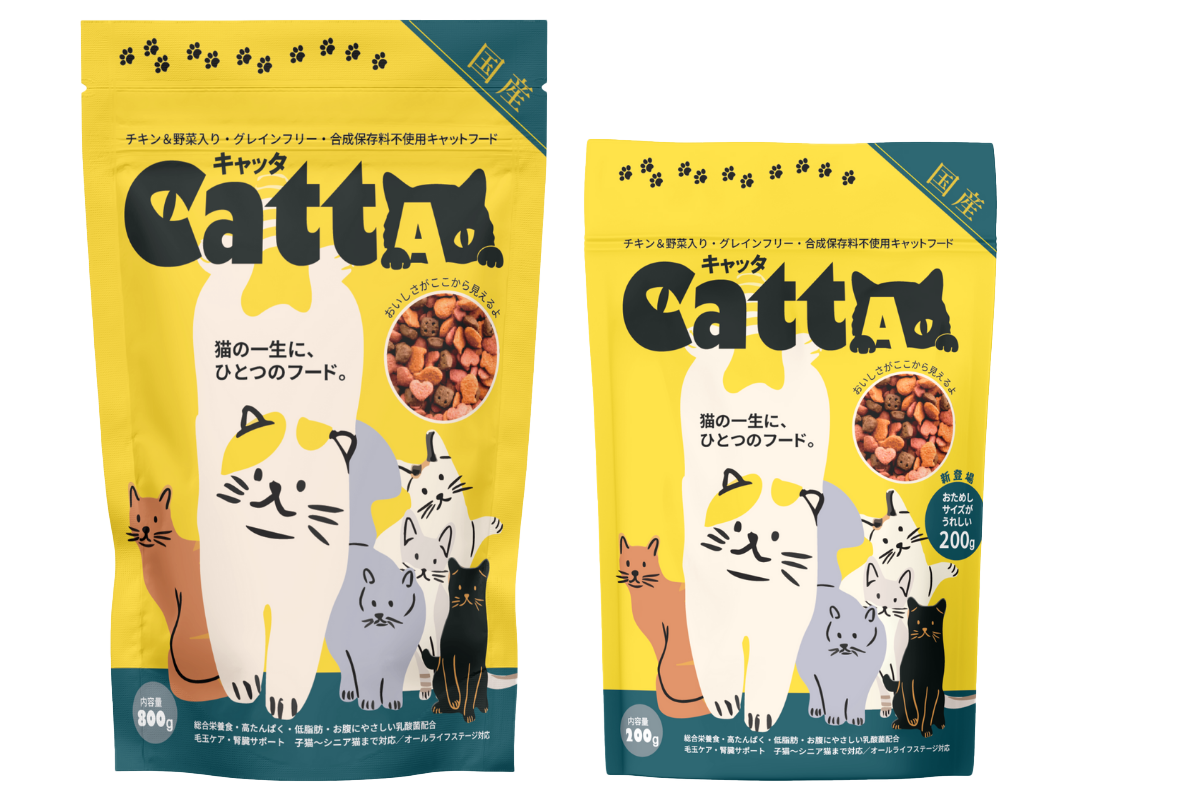 国産
チキン＆野菜入り・グレインフリー・合成保存料不使用キャットフード
キャッタ
CattA
おいしさがここから見えるよ
猫の一生に、
ひとつのフード。
内容量
800g
総合栄養食・高たんぱく・低脂肪・お腹にやさしい乳酸菌配合
毛玉ケア・腎臓サポート 子猫～シニア猫まで対応／オールライフステージ対応
国産
チキン＆野菜入り・グレインフリー・合成保存料不使用キャットフード
キャッタ
CattA
おいしさがここから見えるよ
猫の一生に、
ひとつのフード。
新登場
おためし
サイズが
うれしい
200g
内容量
200g
総合栄養食・高たんぱく・低脂肪・お腹にやさしい乳酸菌配合
毛玉ケア・腎臓サポート 子猫～シニア猫まで対応／オールライフステージ対応